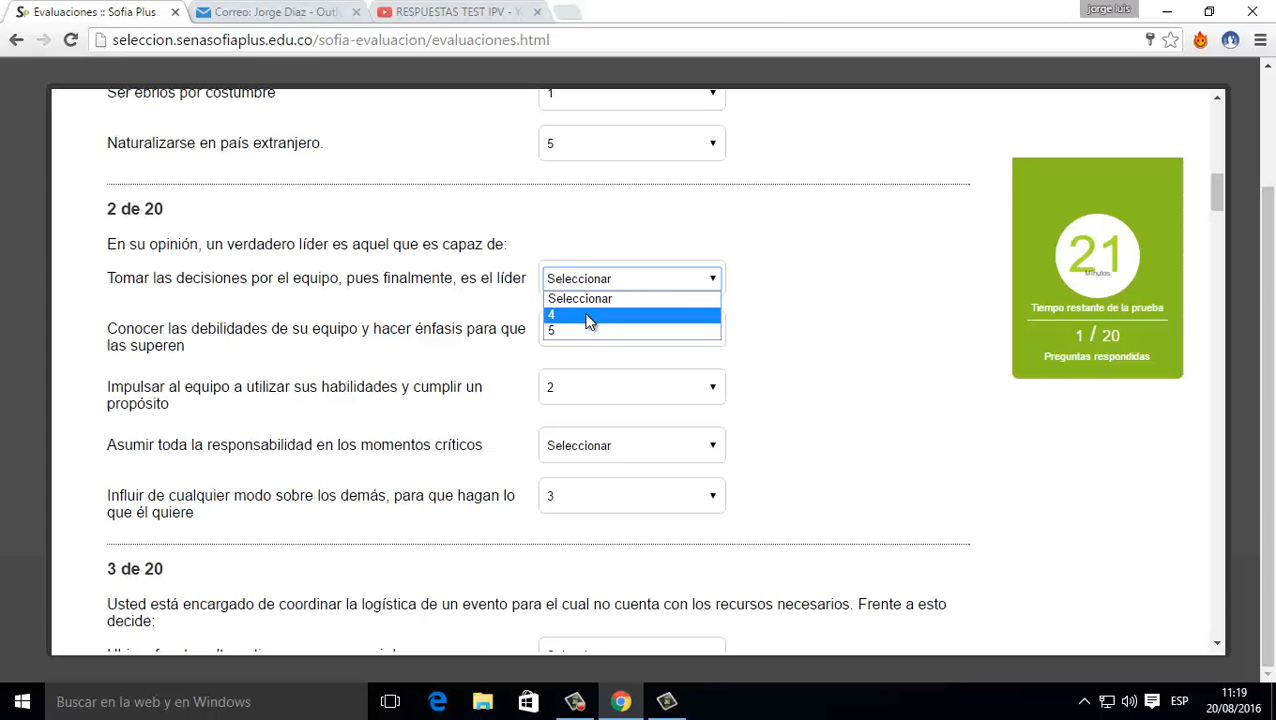 Evaluaciones :: Sofia Plus
Correo: Jorge Diaz - Outl
RESPUESTAS TEST IPV - Y
jorge luis
seleccion.senasofiaplus.edu.co/sofia-evaluacion/evaluaciones.html
Ser ebrios por costumbre
1
Naturalizarse en país extranjero.
5
2 de 20
En su opinión, un verdadero líder es aquel que es capaz de:
Tomar las decisiones por el equipo, pues finalmente, es el líder
Seleccionar
Seleccionar
4
5
Conocer las debilidades de su equipo y hacer énfasis para que
las superen
Impulsar al equipo a utilizar sus habilidades y cumplir un
propósito
2
Asumir toda la responsabilidad en los momentos críticos
Seleccionar
Influir de cualquier modo sobre los demás, para que hagan lo
que él quiere
3
21
Minutos
Tiempo restante de la prueba
1 / 20
Preguntas respondidas
3 de 20
Usted está encargado de coordinar la logística de un evento para el cual no cuenta con los recursos necesarios. Frente a esto
decide:
Buscar en la web y en Windows
ESP
11:19
20/08/2016